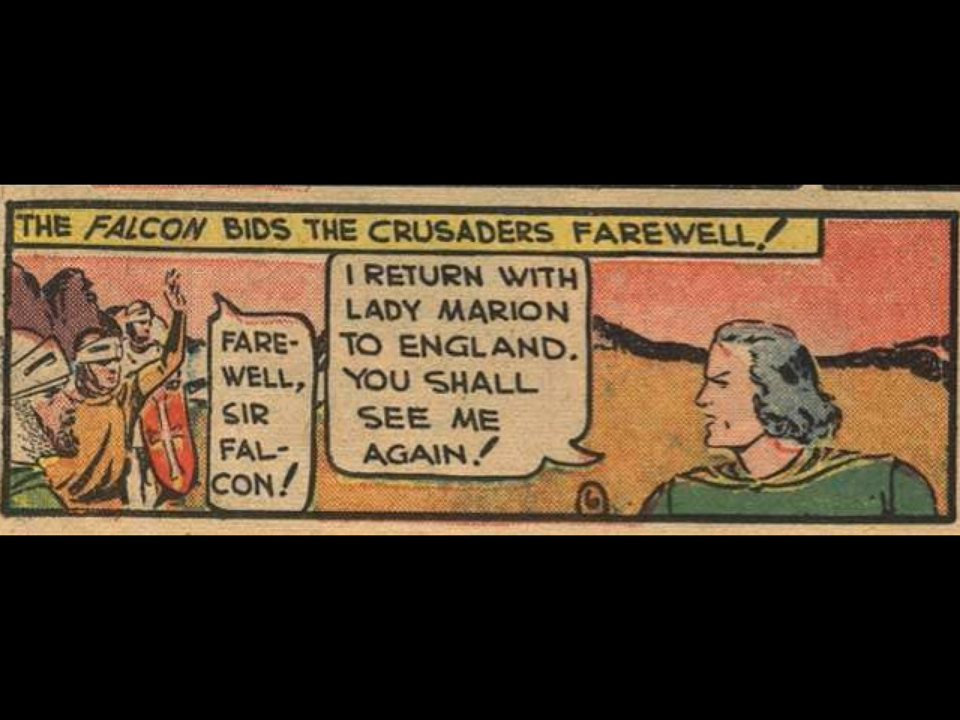 THE FALCON BIDS THE CRUSADERS FAREWELL!
FARE-
WELL,
SIR
FAL-
CON!
I RETURN WITH
LADY MARION
TO ENGLAND.
YOU SHALL
SEE ME
AGAIN!
6